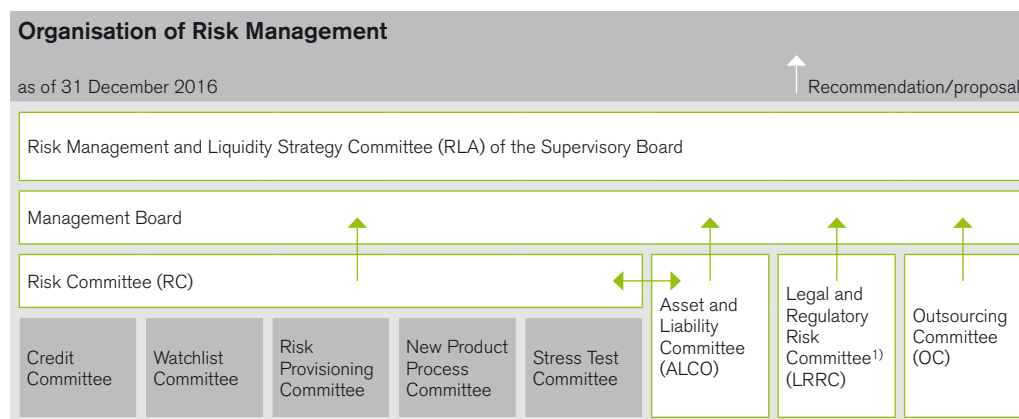 Organisation of Risk Management
as of 31 December 2016
Recommendation/proposal
Risk Management and Liquidity Strategy Committee (RLA) of the Supervisory Board
Management Board
Risk Committee (RC)
Asset and
Liability
Committee
(ALCO)
Legal and
Regulatory
Risk
Committee1)
(LRRC)
Outsourcing
Committee
(OC)
Credit
Committee
Watchlist
Committee
Risk
Provisioning
Committee
New Product
Process
Committee
Stress Test
Committee